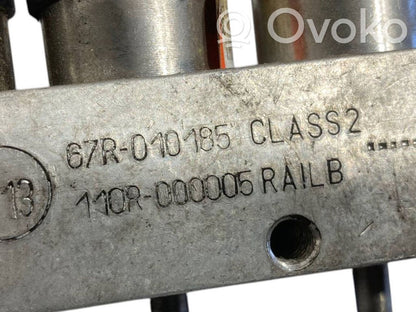 Ovoko
67R-010185 CLASS2
13
110R-000005 RAILB